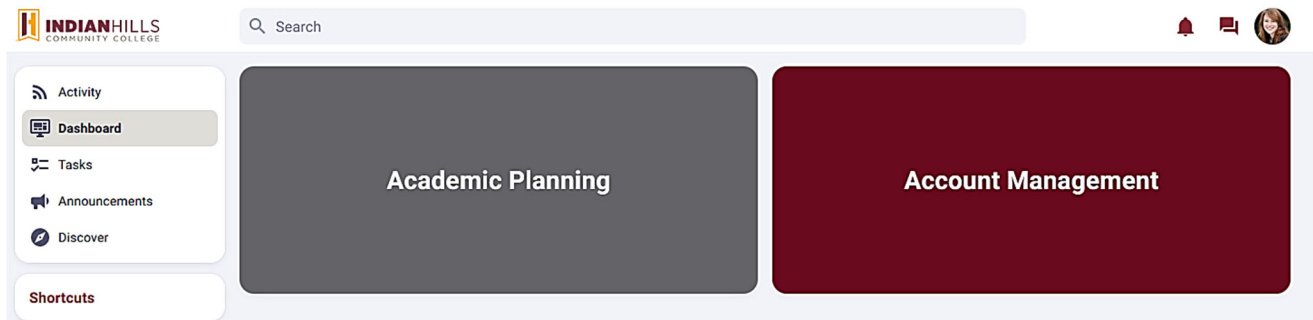 INDIANHILLS
COMMUNITY COLLEGE
Search
Activity
Dashboard
Tasks
Announcements
Discover
Shortcuts
Academic Planning
Account Management